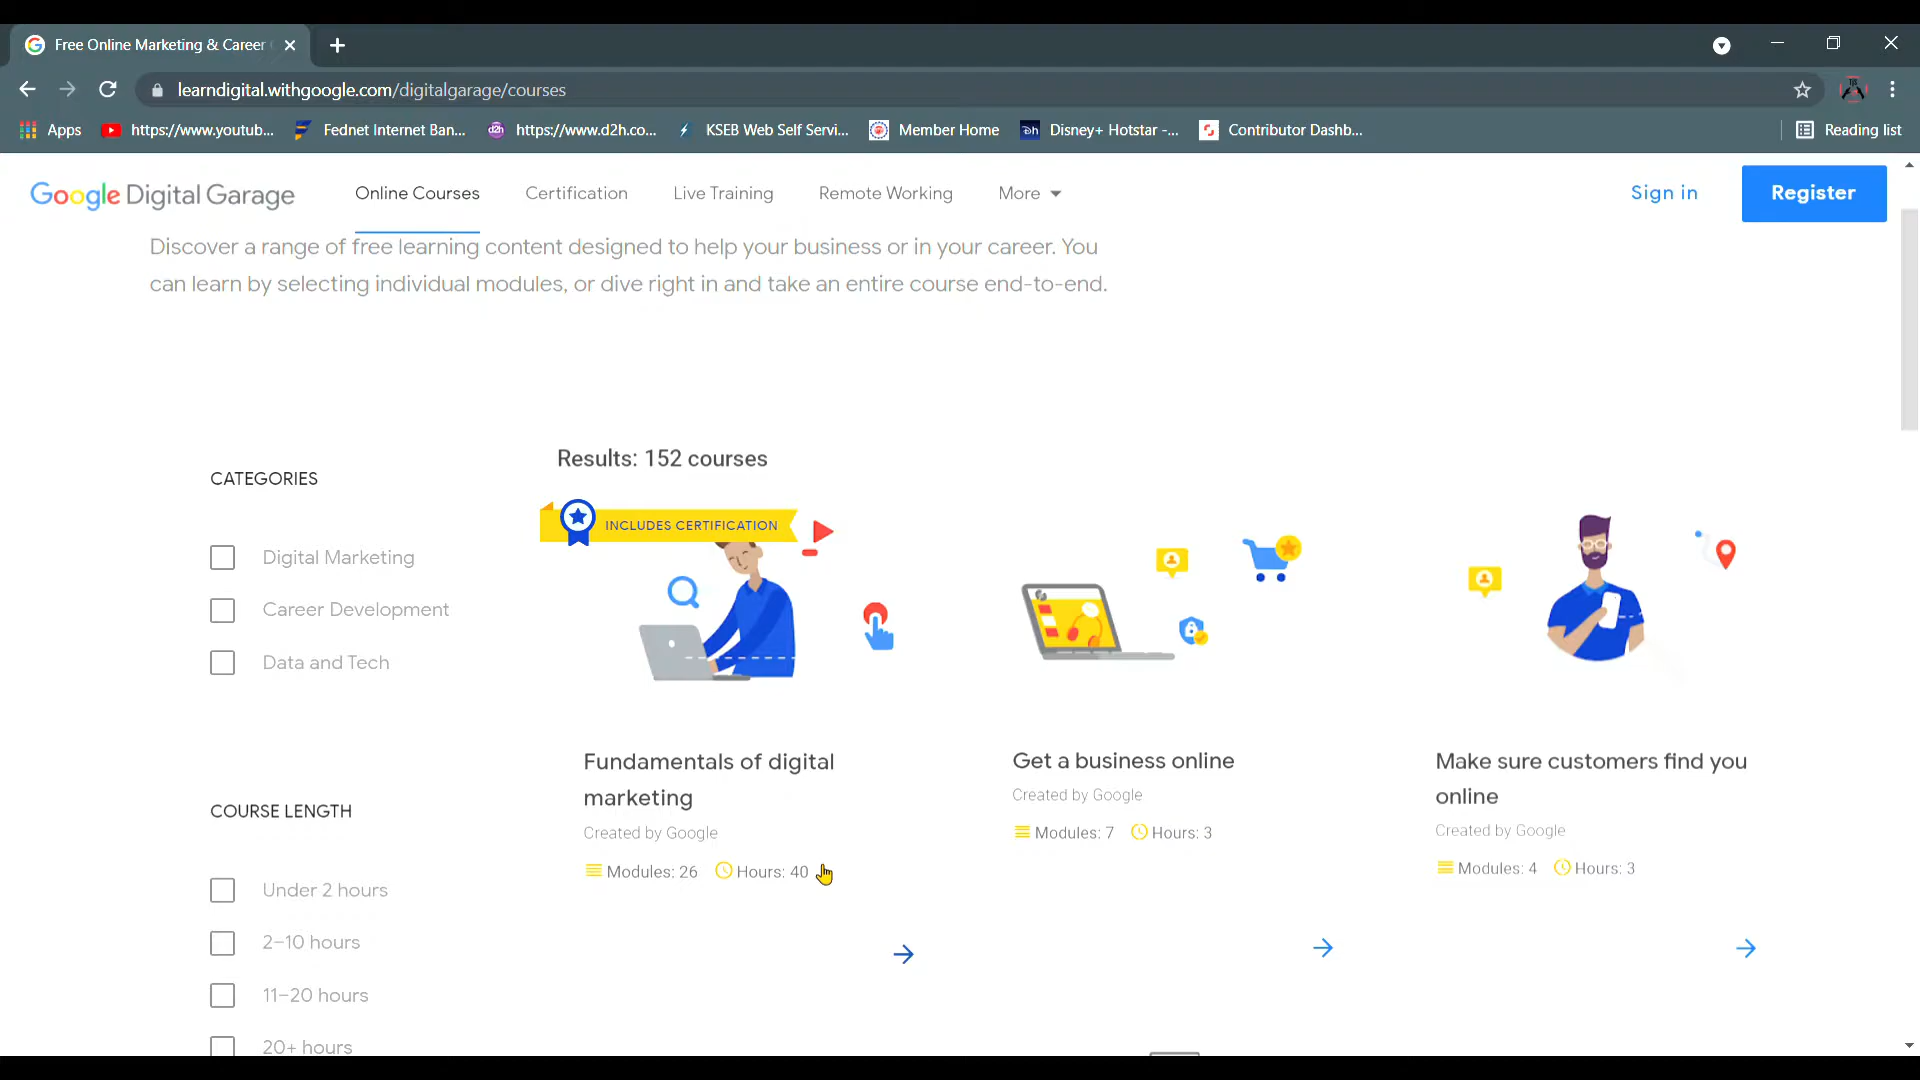 Free Online Marketing & Career
learndigital.withgoogle.com/digitalgarage/courses
Apps
https://www.youtub...
Fednet Internet Ban...
d2h
https://www.d2h.co...
KSEB Web Self Servi...
Member Home
Disney+ Hotstar -...
Contributor Dashb...
Reading list
Google Digital Garage
Online Courses
Certification
Live Training
Remote Working
More
Sign in
Register
Discover a range of free learning content designed to help your business or in your career. You
can learn by selecting individual modules, or dive right in and take an entire course end-to-end.
Results: 152 courses
CATEGORIES
Digital Marketing
Career Development
Data and Tech
COURSE LENGTH
Under 2 hours
2–10 hours
11–20 hours
20+ hours
INCLUDES CERTIFICATION
Fundamentals of digital
marketing
Created by Google
Modules: 26 Hours: 40
Get a business online
Created by Google
Modules: 7 Hours: 3
Make sure customers find you
online
Created by Google
Modules: 4 Hours: 3